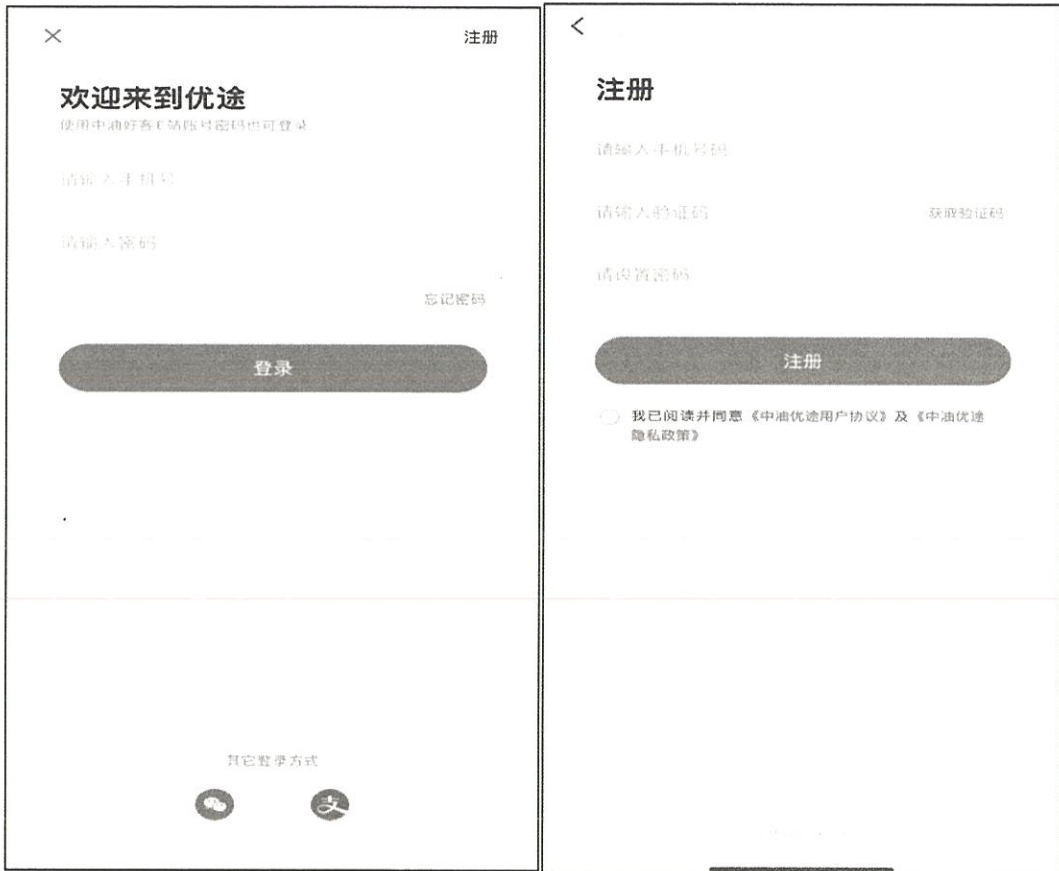 注册
欢迎来到优途
使用中油好客e站账号密码也可登录
请输入手机号
请输入密码
忘记密码
登录
其它登录方式
支
注册
请输入手机号码
请输入验证码
获取验证码
请设置密码
注册
我已阅读并同意《中油优途用户协议》及《中油优途
隐私政策》